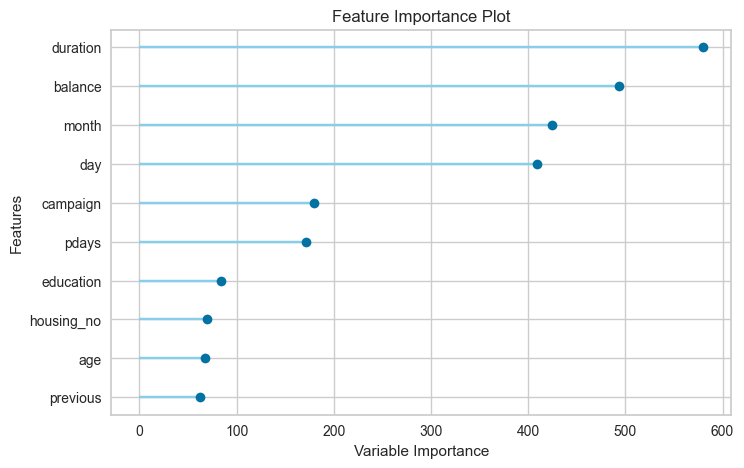 Feature Importance Plot
duration
balance
month
day
campaign
pdays
education
housing_no
age
previous
Features
0 100 200 300 400 500 600
Variable Importance